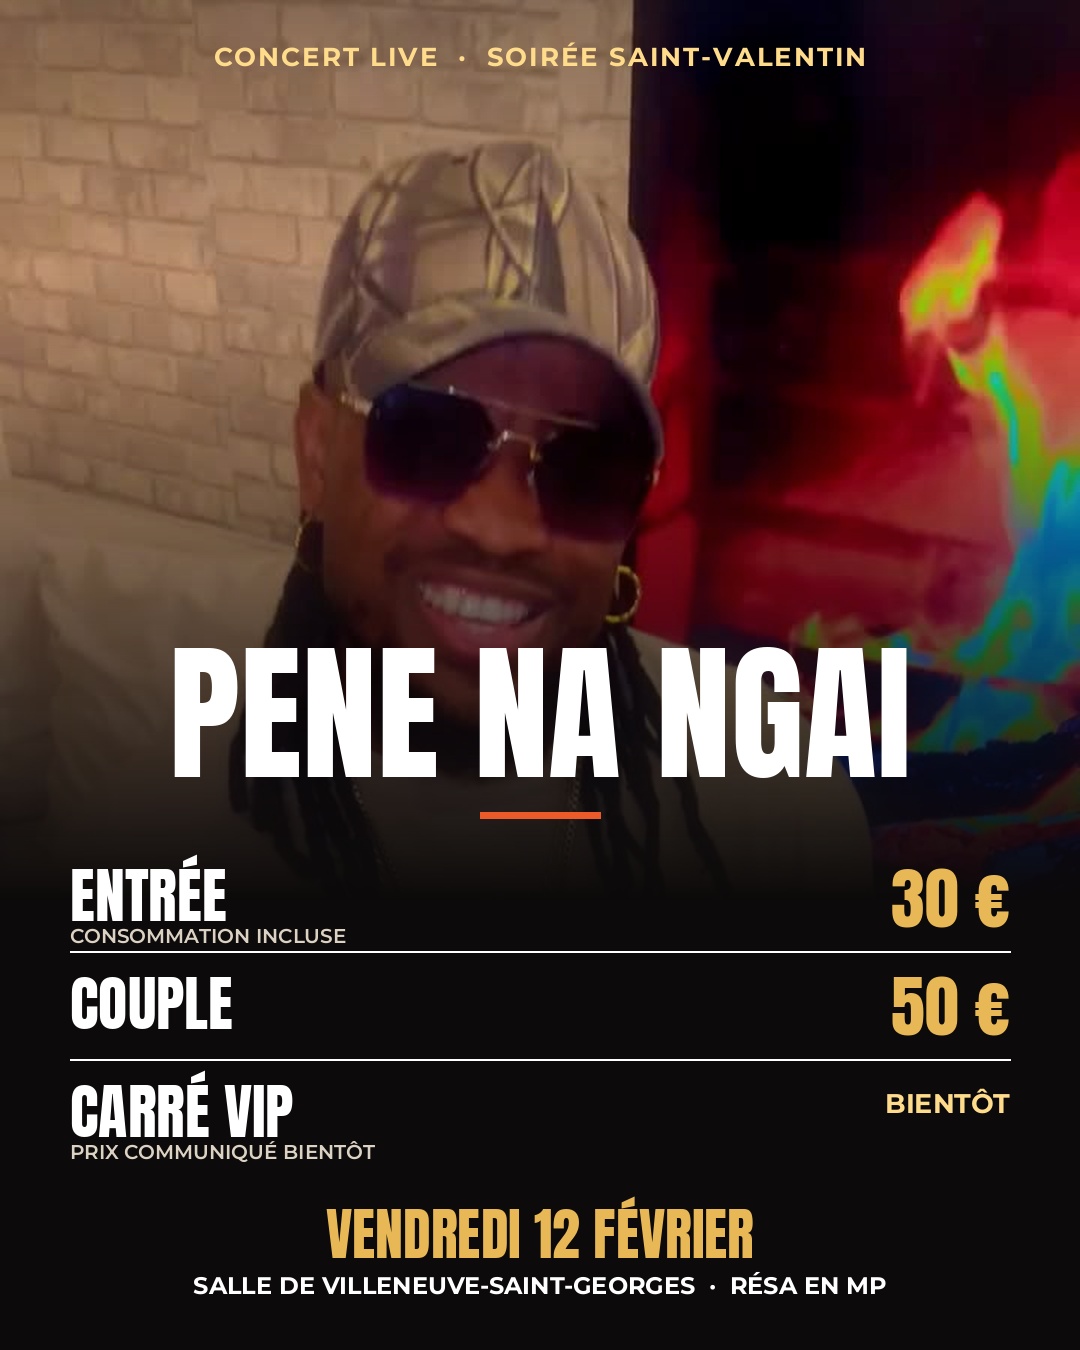 CONCERT LIVE · SOIRÉE SAINT-VALENTIN
PENE NA NGAI
ENTRÉE 30 €
CONSOMMATION INCLUSE
COUPLE 50 €
CARRÉ VIP BIENTÔT
PRIX COMMUNIQUÉ BIENTÔT
VENDREDI 12 FÉVRIER
SALLE DE VILLENEUVE-SAINT-GEORGES · RÉSA EN MP